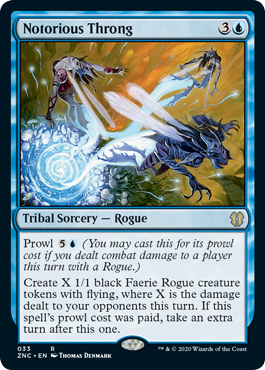 Notorious Throng 3
Tribal Sorcery — Rogue
Prowl 5 (You may cast this for its prowl
cost if you dealt combat damage to a player
this turn with a Rogue.)
Create X 1/1 black Faerie Rogue creature
tokens with flying, where X is the damage
dealt to your opponents this turn. If this
spell's prowl cost was paid, take an extra
turn after this one.
033 R
ZNC • EN Thomas Denmark
™ & © 2020 Wizards of the Coast